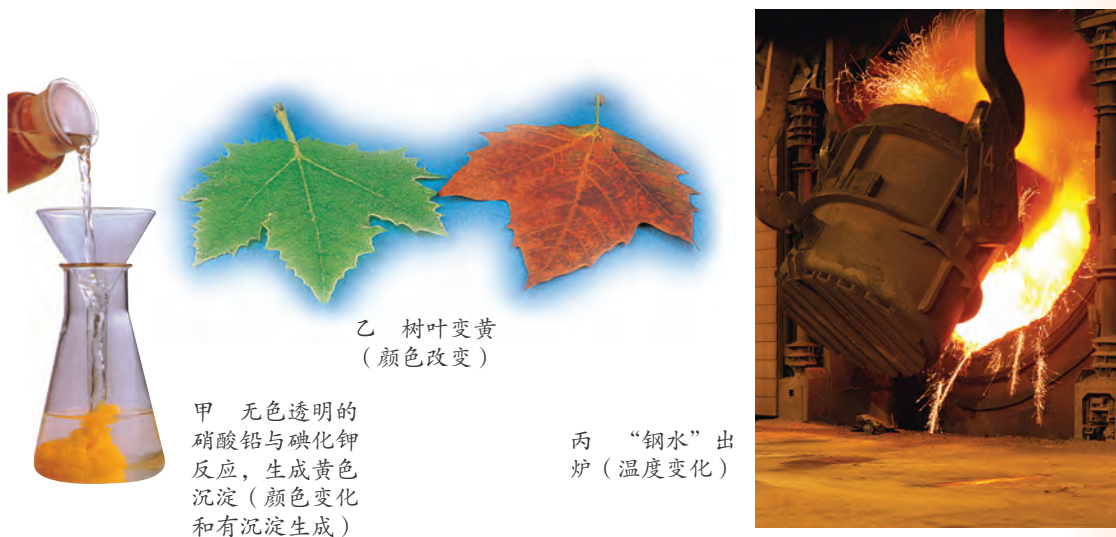 乙 树叶变黄
（颜色改变）
甲 无色透明的
硝酸铅与碘化钾
反应，生成黄色
沉淀（颜色变化
和有沉淀生成）
丙 “钢水”出
炉（温度变化）